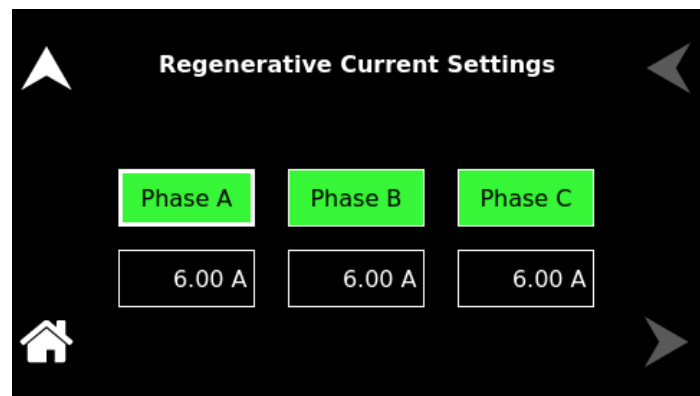 Regenerative Current Settings
Phase A Phase B Phase C
6.00 A 6.00 A 6.00 A